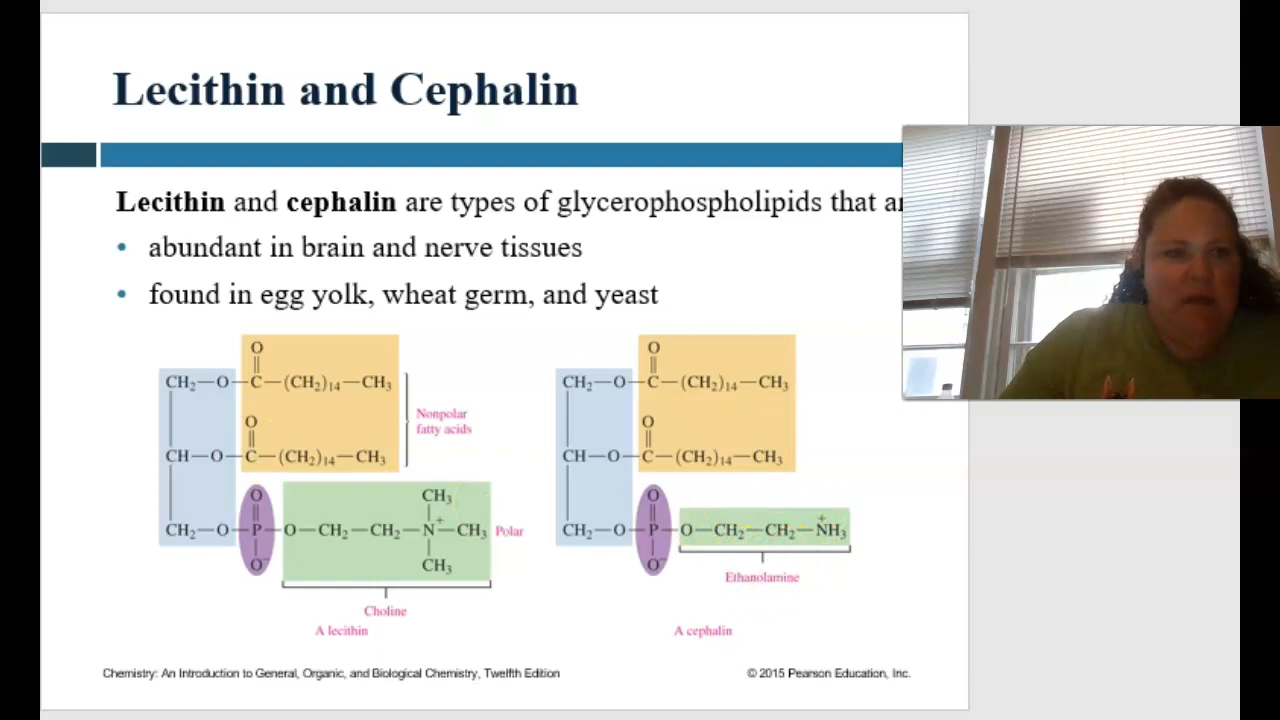 Lecithin and Cephalin
Lecithin and cephalin are types of glycerophospholipids that
• abundant in brain and nerve tissues
• found in egg yolk, wheat germ, and yeast
O
CH₂—O—C—(CH₂)₁₄—CH₃
O
CH—O—C—(CH₂)₁₄—CH₃
Nonpolar
fatty acids
O CH₃
CH₂—O—P—O—CH₂—CH₂—N⁺—CH₃ Polar
O⁻ CH₃
Choline
A lecithin
O
CH₂—O—C—(CH₂)₁₄—CH₃
O
CH—O—C—(CH₂)₁₄—CH₃
O
CH₂—O—P—O—CH₂—CH₂—N⁺H₃
O⁻
Ethanolamine
A cephalin
Chemistry: An Introduction to General, Organic, and Biological Chemistry, Twelfth Edition
© 2015 Pearson Education, Inc.